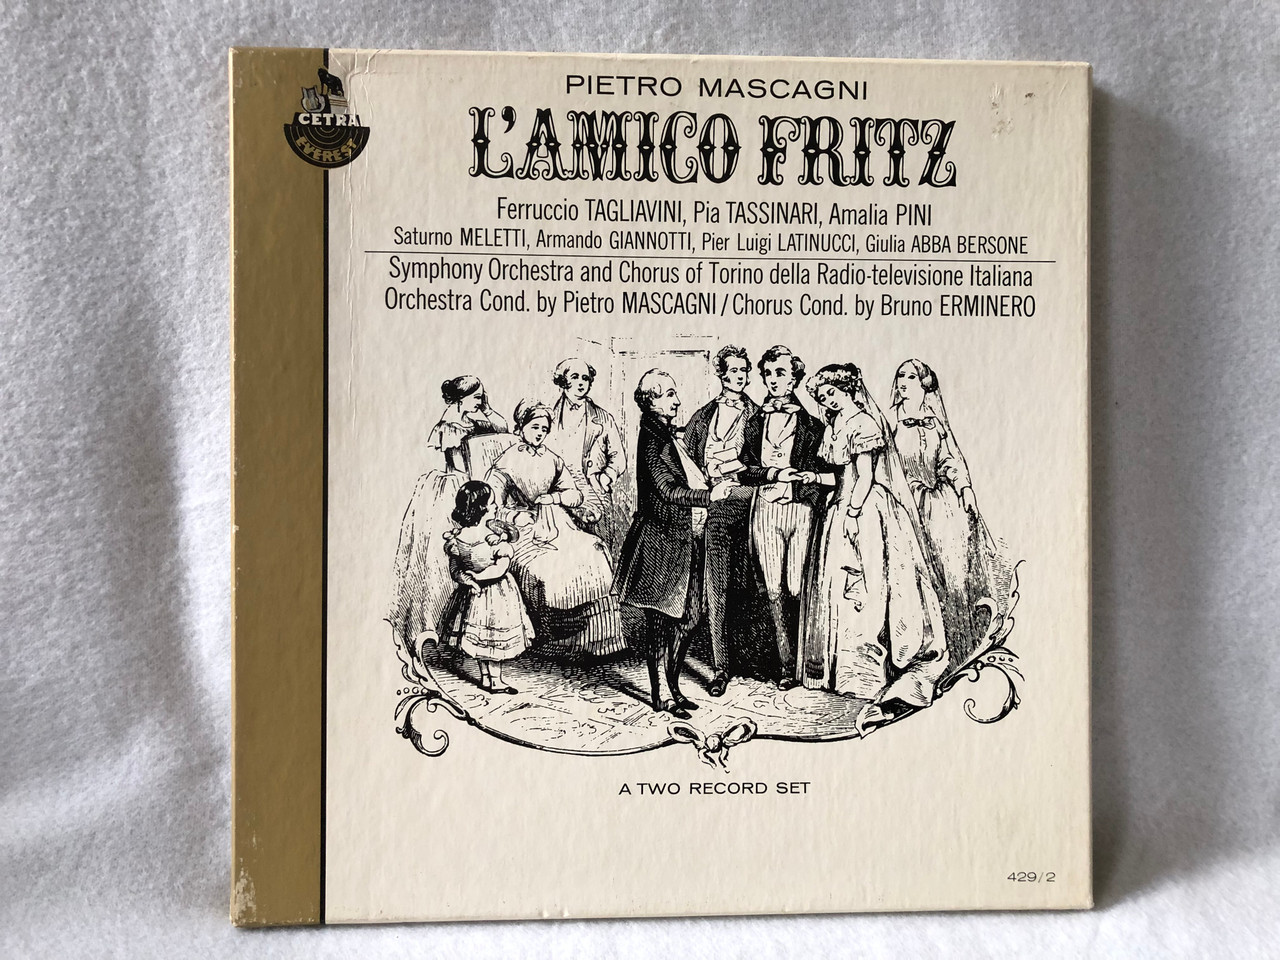 CETRA
EVEREST
PIETRO MASCAGNI
L'AMICO FRITZ
Ferruccio TAGLIAVINI, Pia TASSINARI, Amalia PINI
Saturno MELETTI, Armando GIANNOTTI, Pier Luigi LATINUCCI, Giulia ABBA BERSONE
Symphony Orchestra and Chorus of Torino della Radio-televisione Italiana
Orchestra Cond. by Pietro MASCAGNI / Chorus Cond. by Bruno ERMINERO
A TWO RECORD SET
429/2